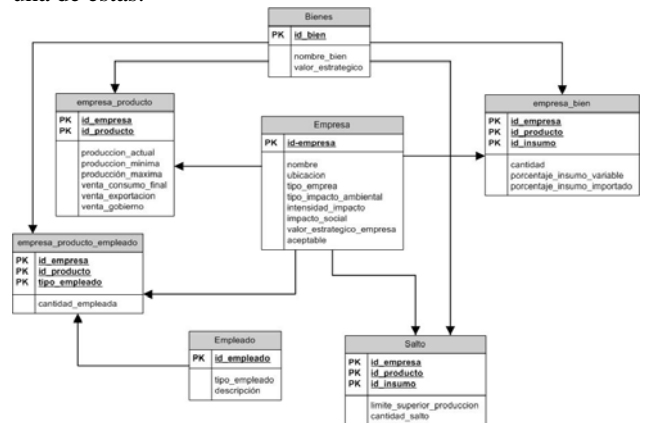 una de estas.
Bienes
PK id_bien
nombre_bien
valor_estrategico
empresa_producto
PK id_empresa
PK id_producto
produccion_actual
produccion_minima
producción_maxima
venta_consumo_final
venta_exportacion
venta_gobierno
Empresa
PK id-empresa
nombre
ubicacion
tipo_emprea
tipo_impacto_ambiental
intensidad_impacto
impacto_social
valor_estrategico_empresa
aceptable
empresa_bien
PK id_empresa
PK id_producto
PK id_insumo
cantidad
porcentaje_insumo_variable
porcentaje_insumo_importado
empresa_producto_empleado
PK id_empresa
PK id_producto
PK tipo_empleado
cantidad_empleada
Empleado
PK id_empleado
tipo_empleado
descripción
Salto
PK id_empresa
PK id_producto
PK id_insumo
limite_superior_produccion
cantidad_salto